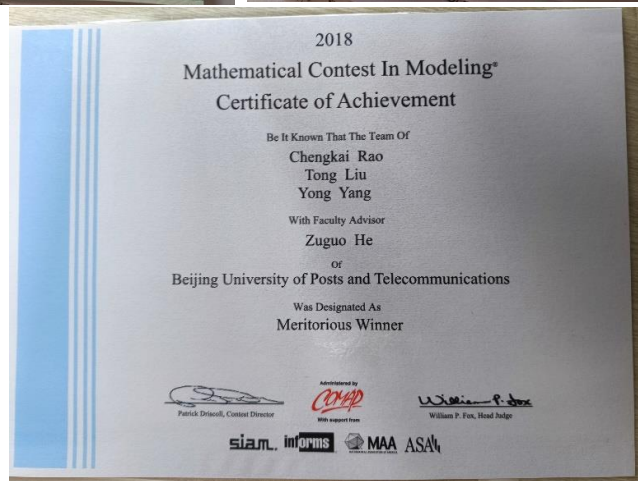 2018
Mathematical Contest In Modeling®
Certificate of Achievement
Be It Known That The Team Of
Chengkai Rao
Tong Liu
Yong Yang
With Faculty Advisor
Zuguo He
Of
Beijing University of Posts and Telecommunications
Was Designated As
Meritorious Winner
Administered by
COMAP
With support from
William P. Fox
Patrick Driscoll, Contest Director
William P. Fox, Head Judge
siam. informs MAA ASA